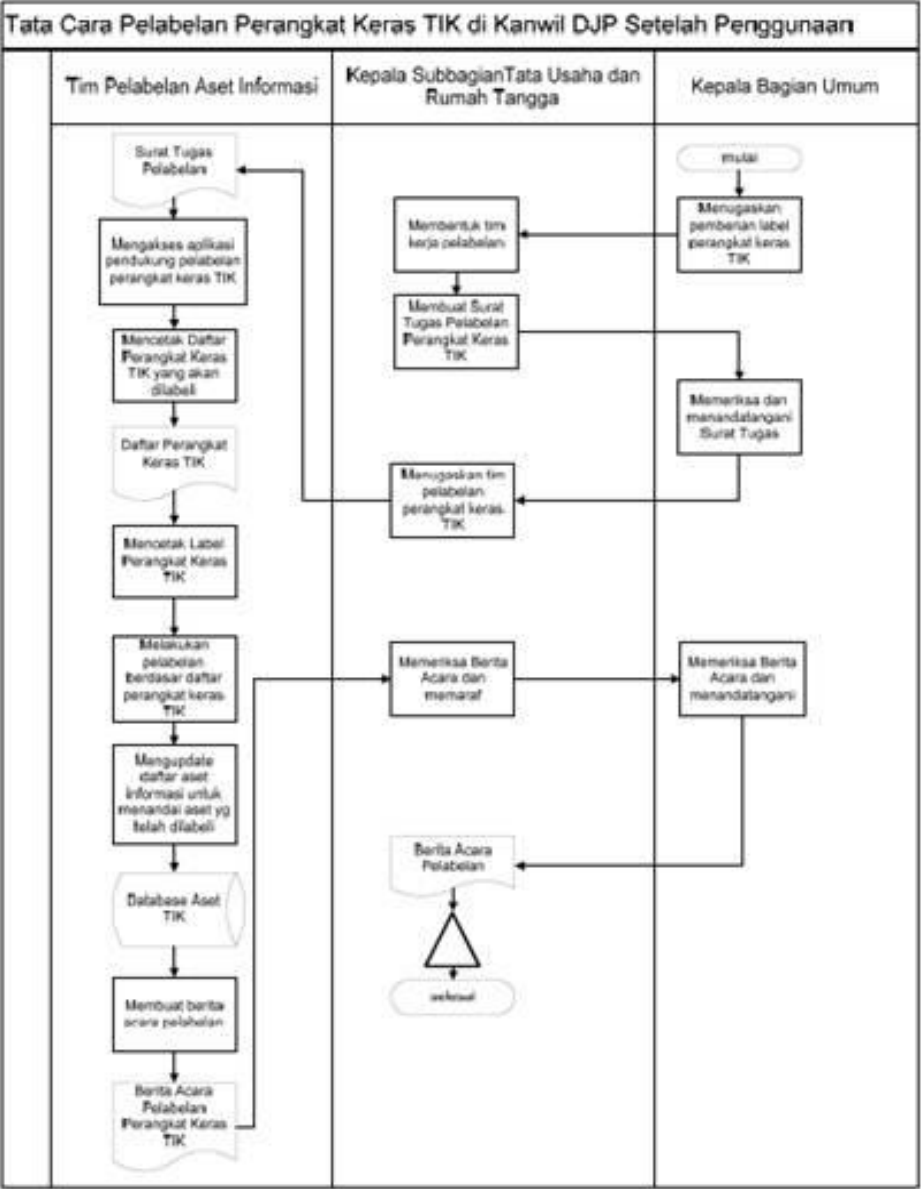 Tata Cara Pelabelan Perangkat Keras TIK di Kanwil DJP Setelah Penggunaan
Tim Pelabelan Aset Informasi
Kepala SubbagianTata Usaha dan
Rumah Tangga
Kepala Bagian Umum
Surat Tugas
Pelabelan
Mengakses aplikasi
pendukung pelabelan
perangkat keras TIK
Mencetak Daftar
Perangkat Keras
TIK yang akan
dilabeli
Daftar Perangkat
Keras TIK
Mencetak Label
Perangkat Keras
TIK
Melakukan
pelabelan
berdasar daftar
perangkat keras
TIK
Mengupdate
daftar aset
informasi untuk
menandai aset yg
telah dilabeli
Database Aset
TIK
Membuat berita
acara pelabelan
Berita Acara
Pelabelan
Perangkat Keras
TIK
Membentuk tim
kerja pelabelan
Membuat Surat
Tugas Pelabelan
Perangkat Keras
TIK
Menugaskan tim
pelabelan
perangkat keras
TIK
Memeriksa Berita
Acara dan
memaraf
Berita Acara
Pelabelan
selesai
mulai
Menugaskan
pemberian label
perangkat keras
TIK
Memeriksa dan
menandatangani
Surat Tugas
Memeriksa Berita
Acara dan
menandatangani